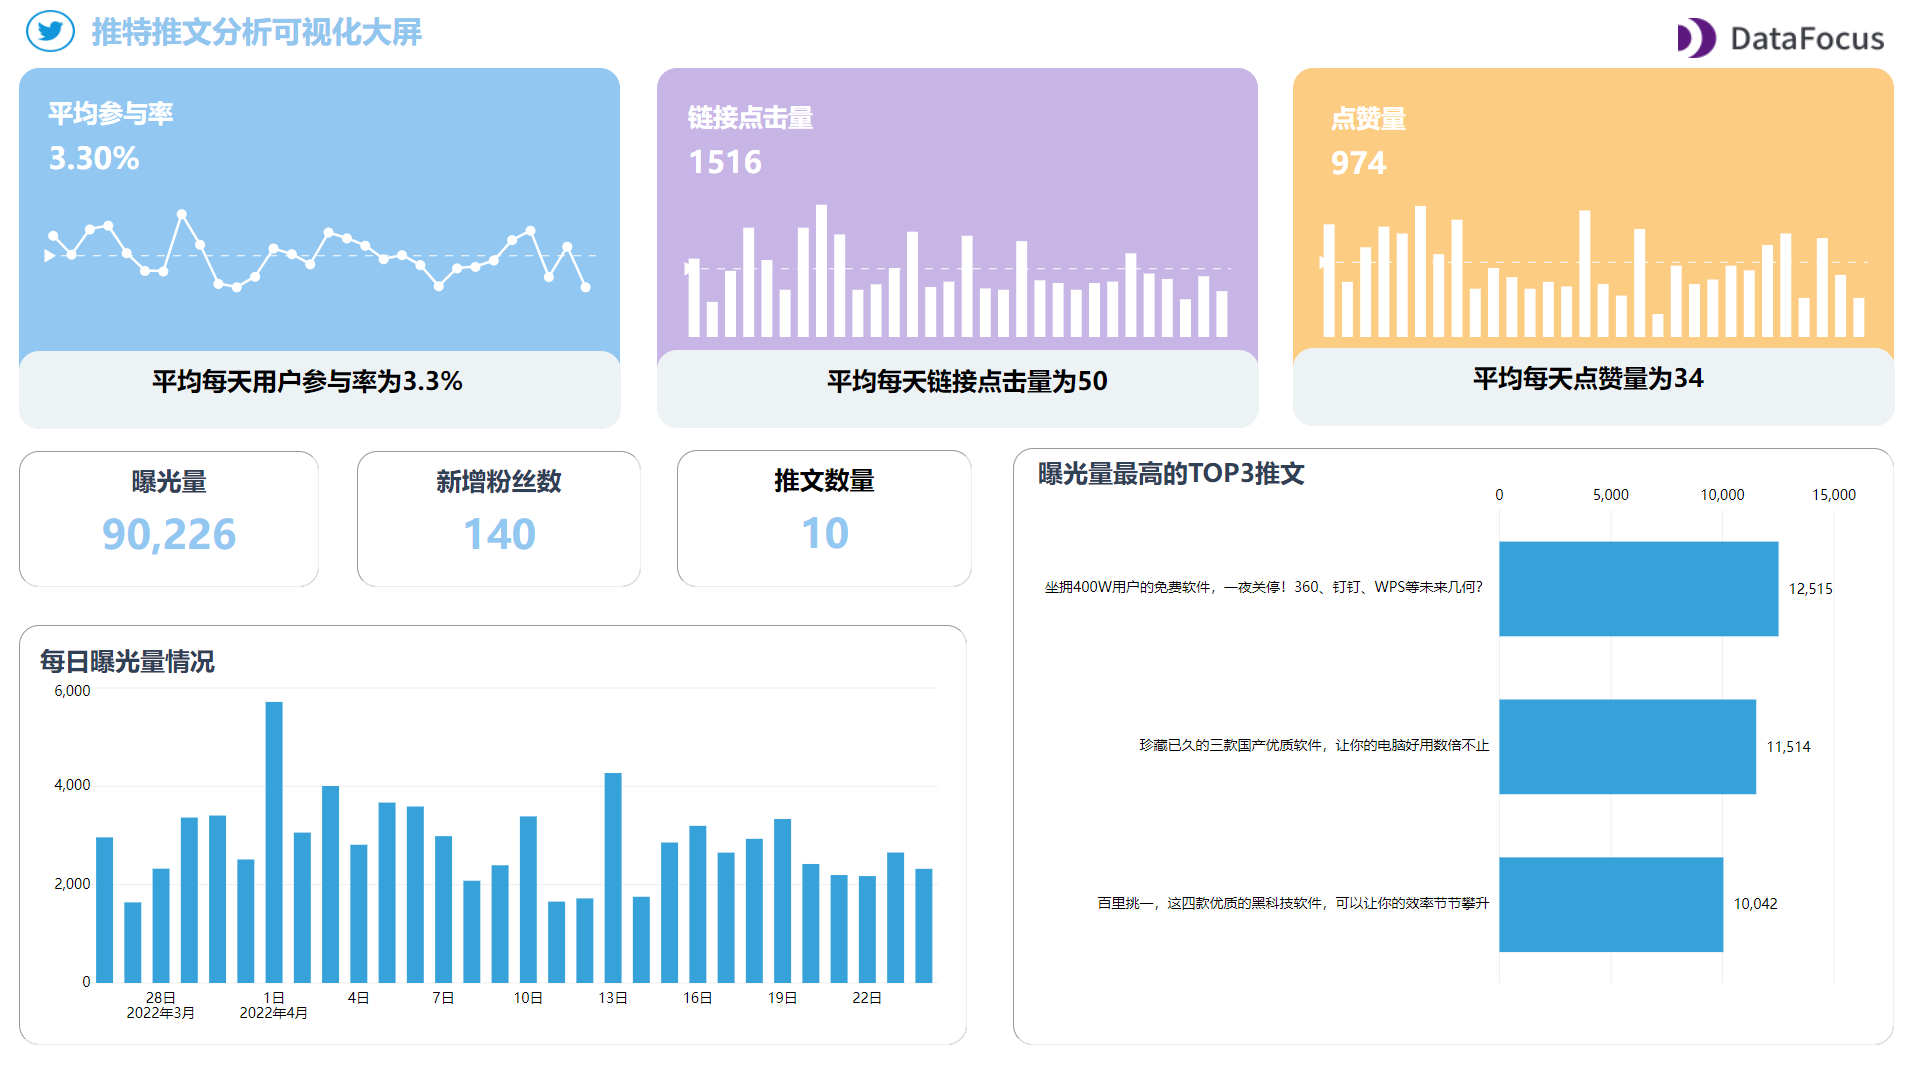 推特推文分析可视化大屏
DataFocus
平均参与率
3.30%
平均每天用户参与率为3.3%
链接点击量
1516
平均每天链接点击量为50
点赞量
974
平均每天点赞量为34
曝光量
90,226
新增粉丝数
140
推文数量
10
曝光量最高的TOP3推文
0 5,000 10,000 15,000
坐拥400W用户的免费软件，一夜关停！360、钉钉、WPS等未来几何？ 12,515
珍藏已久的三款国产优质软件，让你的电脑好用数倍不止 11,514
百里挑一，这四款优质的黑科技软件，可以让你的效率节节攀升 10,042
每日曝光量情况
6,000
4,000
2,000
0
28日 1日 4日 7日 10日 13日 16日 19日 22日
2022年3月 2022年4月